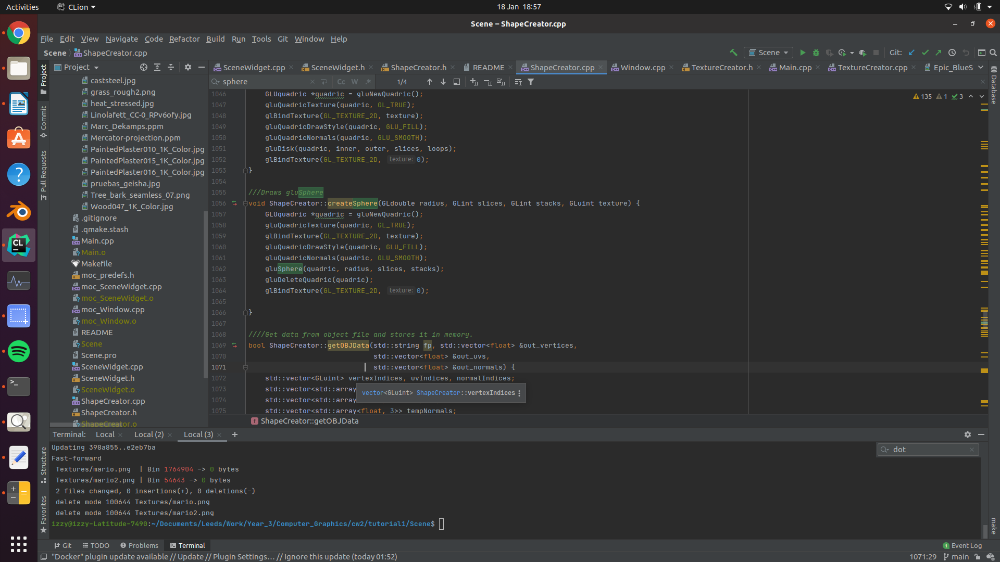 Activities
CLion
18 Jan 18:57
Scene – ShapeCreator.cpp
File Edit View Navigate Code Refactor Build Run Tools Git Window Help
Scene ShapeCreator.cpp
Scene
Git:
Project
SceneWidget.cpp SceneWidget.h ShapeCreator.h README ShapeCreator.cpp Window.cpp TextureCreator.h Main.cpp TextureCreator.cpp Epic_BlueS
sphere
Cc W .*
1/4
135 1 3
Project
Commit
Pull Requests
Structure
Favorites
Database
make
caststeel.jpg
grass_rough2.png
heat_stressed.jpg
Linolafett_CC-0_RPv6ofy.jpg
Marc_Dekamps.ppm
Mercator-projection.ppm
PaintedPlaster010_1K_Color.jpg
PaintedPlaster015_1K_Color.jpg
PaintedPlaster016_1K_Color.jpg
pruebas_geisha.jpg
Tree_bark_seamless_07.png
Wood047_1K_Color.jpg
.gitignore
.qmake.stash
Main.cpp
Main.o
Makefile
moc_predefs.h
moc_SceneWidget.cpp
moc_SceneWidget.o
moc_Window.cpp
moc_Window.o
README
Scene
Scene.pro
SceneWidget.cpp
SceneWidget.h
SceneWidget.o
ShapeCreator.cpp
ShapeCreator.h
ShapeCreator.o
1046 GLUquadric *quadric = gluNewQuadric();
1047 gluQuadricTexture(quadric, GL_TRUE);
1048 glBindTexture(GL_TEXTURE_2D, texture);
1049 gluQuadricDrawStyle(quadric, GLU_FILL);
1050 gluQuadricNormals(quadric, GLU_SMOOTH);
1051 gluDisk(quadric, inner, outer, slices, loops);
1052 glBindTexture(GL_TEXTURE_2D, texture: 0);
1053 }
1054
1055 ///Draws gluSphere
1056 void ShapeCreator::createSphere(GLdouble radius, GLint slices, GLint stacks, GLuint texture) {
1057 GLUquadric *quadric = gluNewQuadric();
1058 gluQuadricTexture(quadric, GL_TRUE);
1059 glBindTexture(GL_TEXTURE_2D, texture);
1060 gluQuadricDrawStyle(quadric, GLU_FILL);
1061 gluQuadricNormals(quadric, GLU_SMOOTH);
1062 gluSphere(quadric, radius, slices, stacks);
1063 gluDeleteQuadric(quadric);
1064 glBindTexture(GL_TEXTURE_2D, texture: 0);
1065
1066 }
1067
1068 ////Get data from object file and stores it in memory.
1069 bool ShapeCreator::getOBJData(std::string fp, std::vector<float> &out_vertices,
1070 std::vector<float> &out_uvs,
1071 std::vector<float> &out_normals) {
1072 std::vector<GLuint> vertexIndices, uvIndices, normalIndices;
1073 std::vector<std::array
1074 std::vector<std::array
1075 std::vector<std::array<float, 3>> tempNormals;
vector<GLuint> ShapeCreator::vertexIndices
ShapeCreator::getOBJData
Terminal: Local Local (2) Local (3)
dot
Updating 398a855..e2eb7ba
Fast-forward
Textures/mario.png | Bin 1764904 -> 0 bytes
Textures/mario2.png | Bin 54643 -> 0 bytes
2 files changed, 0 insertions(+), 0 deletions(-)
delete mode 100644 Textures/mario.png
delete mode 100644 Textures/mario2.png
izzy@izzy-Latitude-7490:~/Documents/Leeds/Work/Year_3/Computer_Graphics/cw2/tutorial1/Scene$
Git TODO Problems Terminal
1 Event Log
"Docker" plugin update available // Update // Plugin Settings... // Ignore this update (today 01:52)
1071:29 main